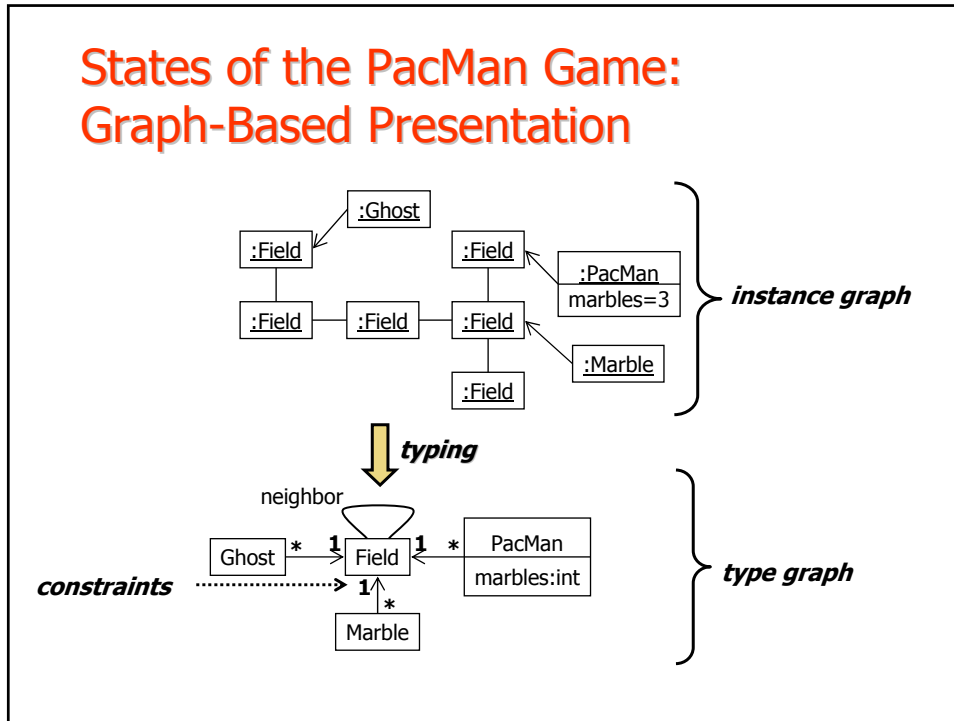 States of the PacMan Game:
Graph-Based Presentation
:Ghost
:Field
:Field
:PacMan
marbles=3
instance graph
:Field
:Field
:Field
:Marble
:Field
typing
neighbor
Ghost
*
1
Field
1
*
PacMan
marbles:int
constraints
1
*
Marble
type graph